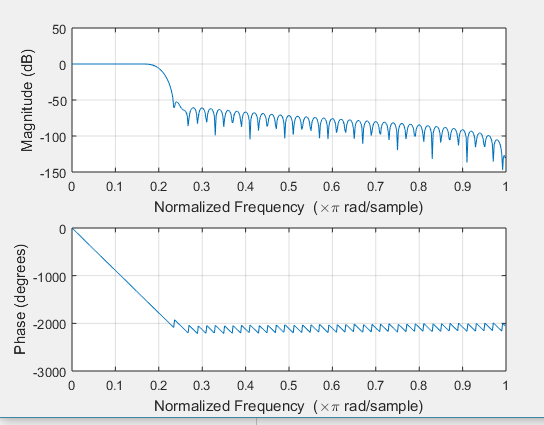 50
0
-50
-100
-150
Magnitude (dB)
0 0.1 0.2 0.3 0.4 0.5 0.6 0.7 0.8 0.9 1
Normalized Frequency (×π rad/sample)
0
-1000
-2000
-3000
Phase (degrees)
0 0.1 0.2 0.3 0.4 0.5 0.6 0.7 0.8 0.9 1
Normalized Frequency (×π rad/sample)